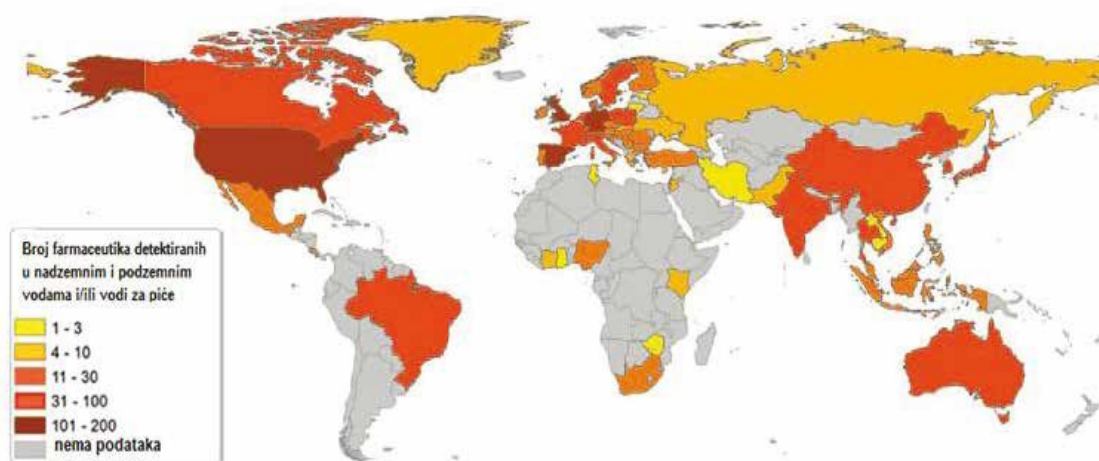 Broj farmaceutika detektiranih
u nadzemnim i podzemnim
vodama i/ili vodi za piće
1 - 3
4 - 10
11 - 30
31 - 100
101 - 200
nema podataka